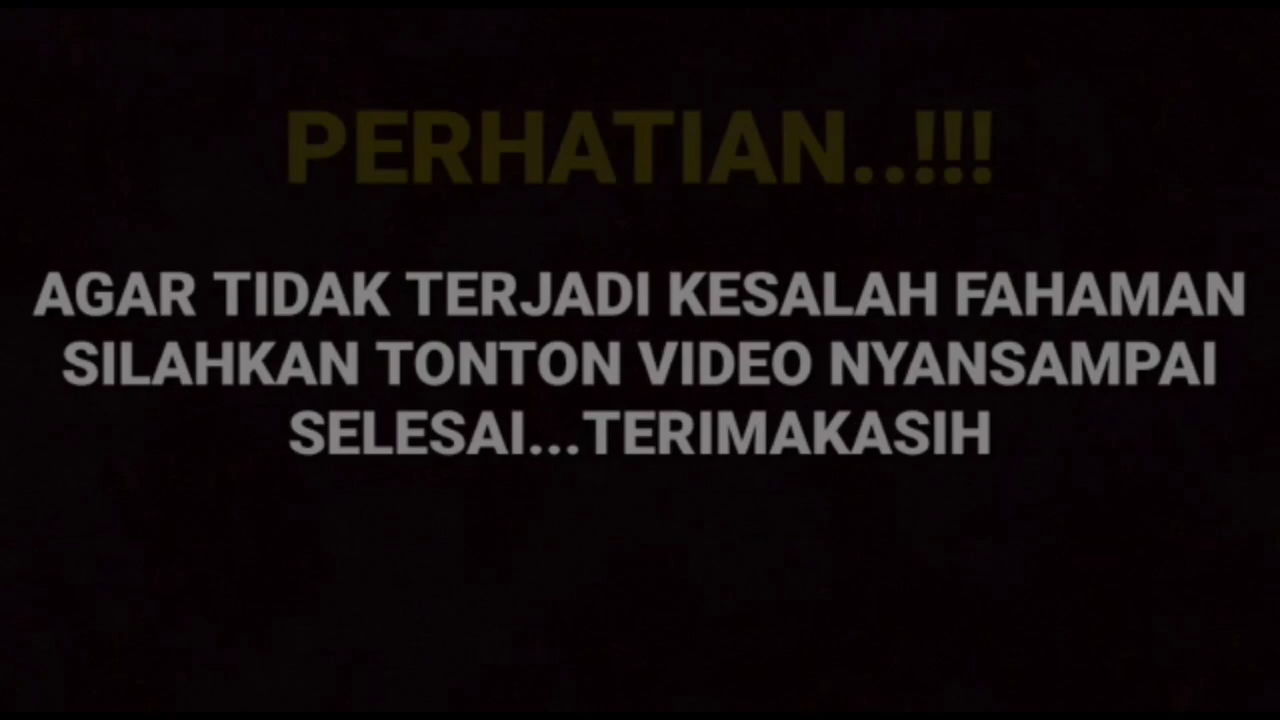 PERHATIAN..!!!
AGAR TIDAK TERJADI KESALAH FAHAMAN
SILAHKAN TONTON VIDEO NYANSAMPAI
SELESAI...TERIMAKASIH